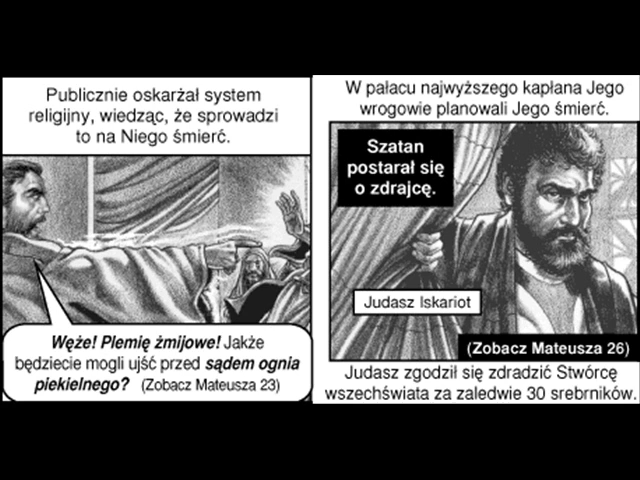 Publicznie oskarżał system
religijny, wiedząc, że sprowadzi
to na Niego śmierć.
Węże! Plemię żmijowe! Jakże
będziecie mogli ujść przed sądem ognia
piekielnego? (Zobacz Mateusza 23)
W pałacu najwyższego kapłana Jego
wrogowie planowali Jego śmierć.
Szatan
postarał się
o zdrajcę.
Judasz Iskariot
(Zobacz Mateusza 26)
Judasz zgodził się zdradzić Stwórcę
wszechświata za zaledwie 30 srebrników.